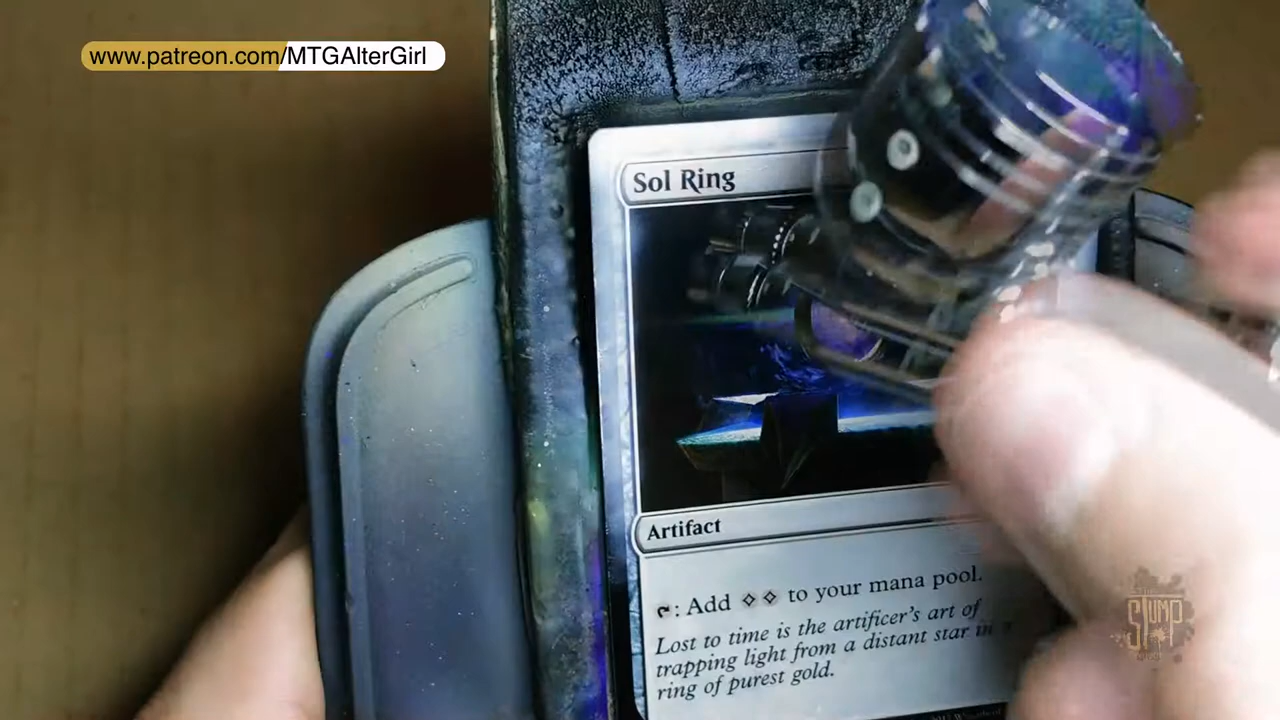 www.patreon.com/MTGAlterGirl
Sol Ring
Artifact
: Add to your mana pool.
Lost to time is the artificer's art of
trapping light from a distant star in
ring of purest gold.
STUMP